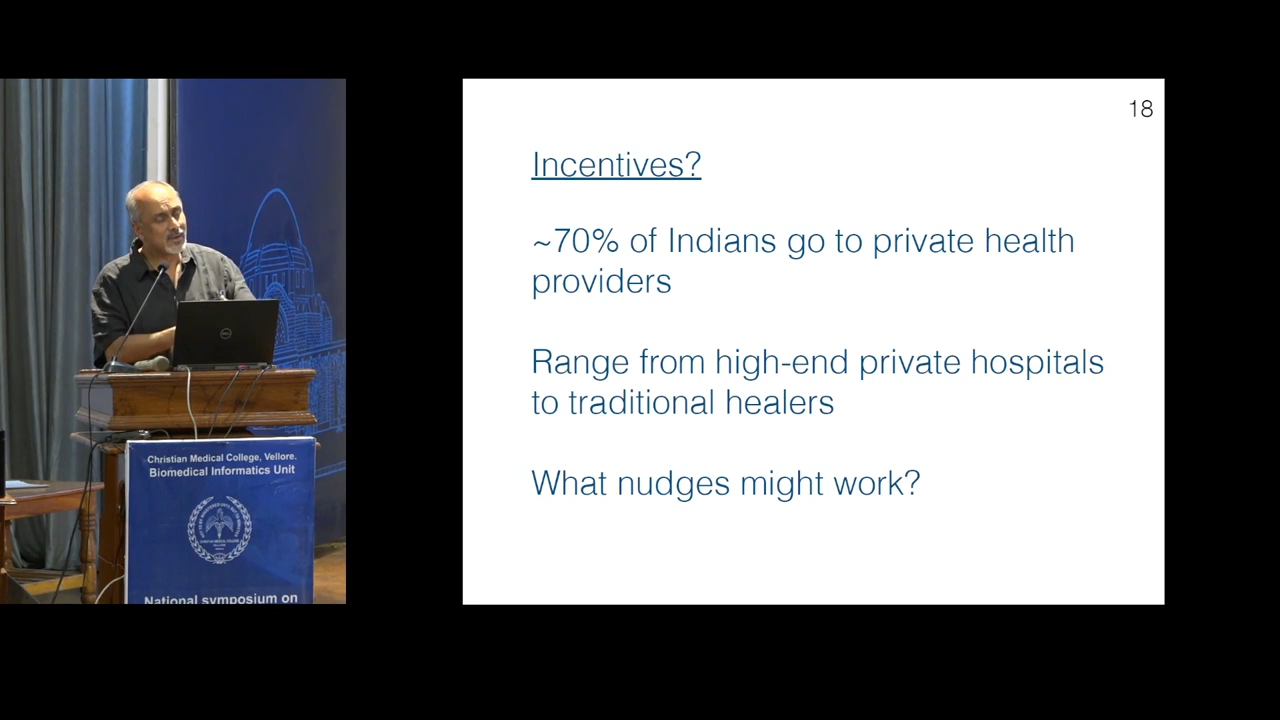 18
Incentives?
~70% of Indians go to private health
providers
Range from high-end private hospitals
to traditional healers
What nudges might work?
Christian Medical College, Vellore.
Biomedical Informatics Unit
National symposium on